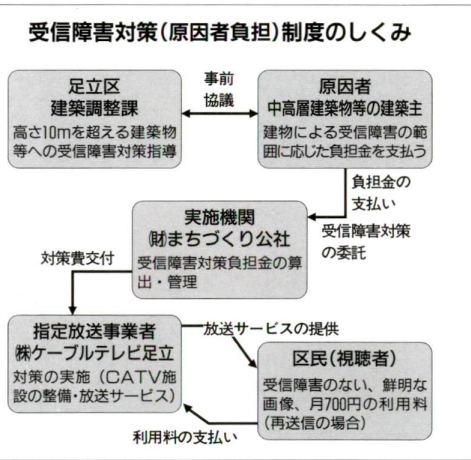 受信障害対策(原因者負担)制度のしくみ
足立区
建築調整課
高さ10mを超える建築物
等への受信障害対策指導
事前
協議
原因者
中高層建築物等の建築主
建物による受信障害の範
囲に応じた負担金を支払う
負担金の
支払い
受信障害対策
の委託
実施機関
㈶まちづくり公社
受信障害対策負担金の算
出・管理
対策費交付
指定放送事業者
㈱ケーブルテレビ足立
対策の実施(CATV施
設の整備・放送サービス)
放送サービスの提供
区民(視聴者)
受信障害のない、鮮明な
画像、月700円の利用料
(再送信の場合)
利用料の支払い